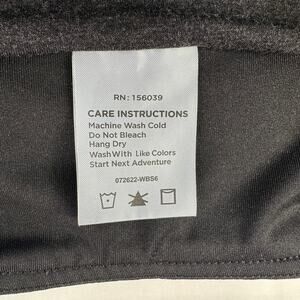 RN: 156039
CARE INSTRUCTIONS
Machine Wash Cold
Do Not Bleach
Hang Dry
Wash With Like Colors
Start Next Adventure
072622-WBS6